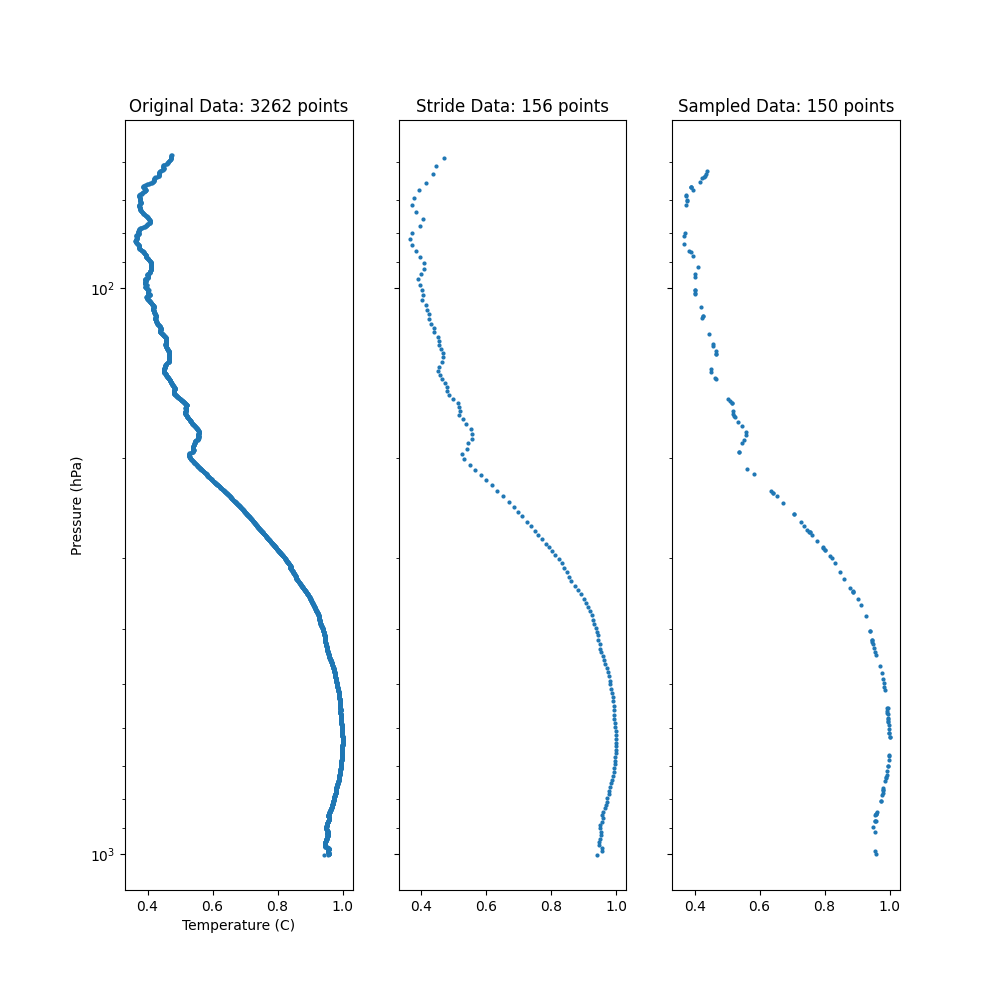 Original Data: 3262 points
Stride Data: 156 points
Sampled Data: 150 points
Pressure (hPa)
10²
10³
0.4 0.6 0.8 1.0
0.4 0.6 0.8 1.0
0.4 0.6 0.8 1.0
Temperature (C)